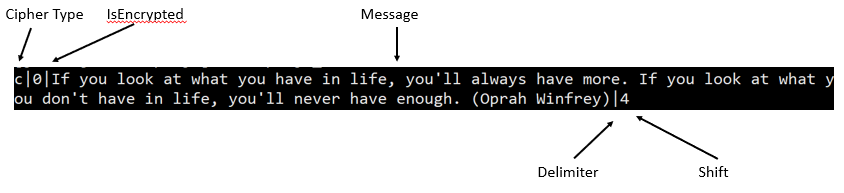 Cipher Type IsEncrypted Message
c|0|If you look at what you have in life, you'll always have more. If you look at what y
ou don't have in life, you'll never have enough. (Oprah Winfrey)|4
Delimiter Shift